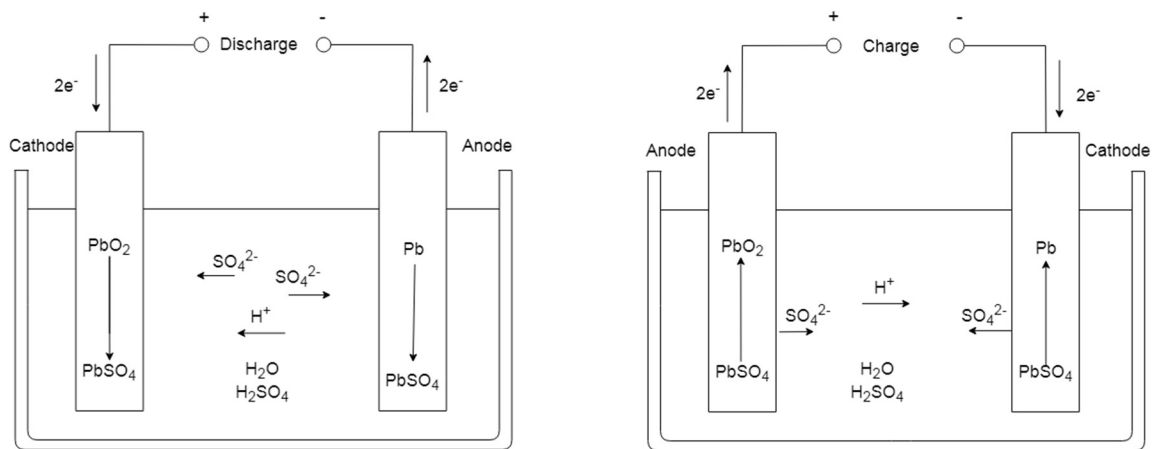 + -
Discharge
2e⁻ 2e⁻
Cathode Anode
PbO₂ Pb
SO₄²⁻
SO₄²⁻
H⁺
PbSO₄ PbSO₄
H₂O
H₂SO₄
+ -
Charge
2e⁻ 2e⁻
Anode Cathode
PbO₂ Pb
H⁺
SO₄²⁻ SO₄²⁻
PbSO₄ PbSO₄
H₂O
H₂SO₄